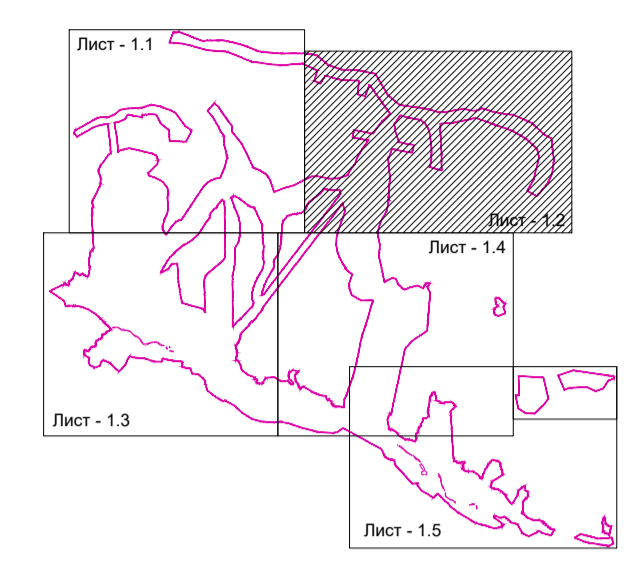 Лист - 1.1
Лист - 1.2
Лист - 1.4
Лист - 1.3
Лист - 1.5